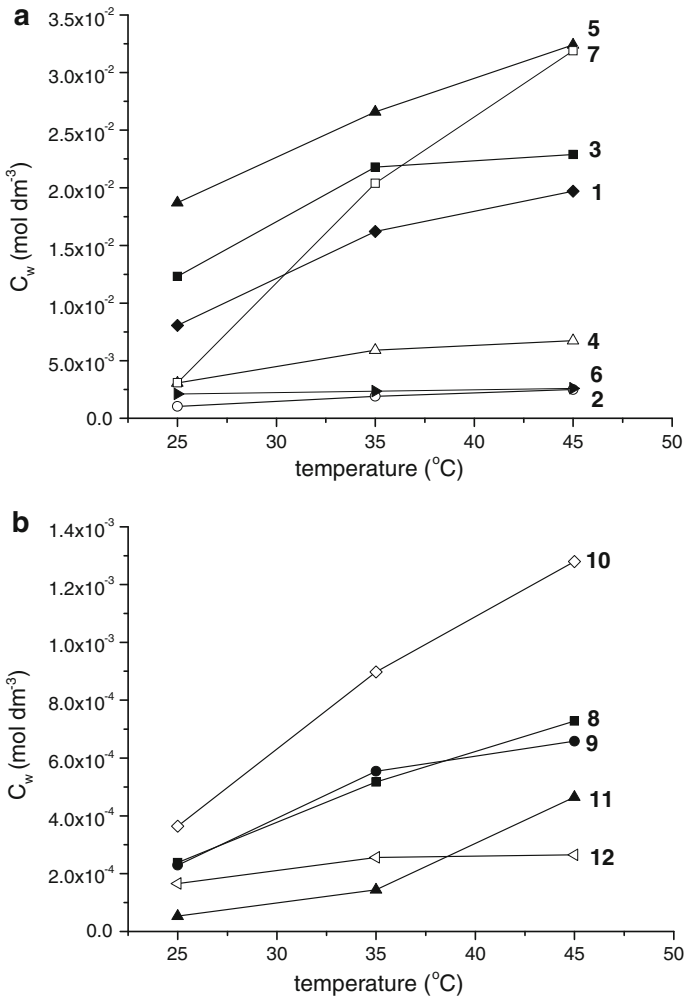 a
3.5x10⁻²
3.0x10⁻²
2.5x10⁻²
2.0x10⁻²
1.5x10⁻²
1.0x10⁻²
5.0x10⁻³
0.0
C_w (mol dm⁻³)
5
7
3
1
4
6
2
25 30 35 40 45 50
temperature (°C)
b
1.4x10⁻³
1.2x10⁻³
1.0x10⁻³
8.0x10⁻⁴
6.0x10⁻⁴
4.0x10⁻⁴
2.0x10⁻⁴
0.0
C_w (mol dm⁻³)
10
8
9
11
12
25 30 35 40 45 50
temperature (°C)